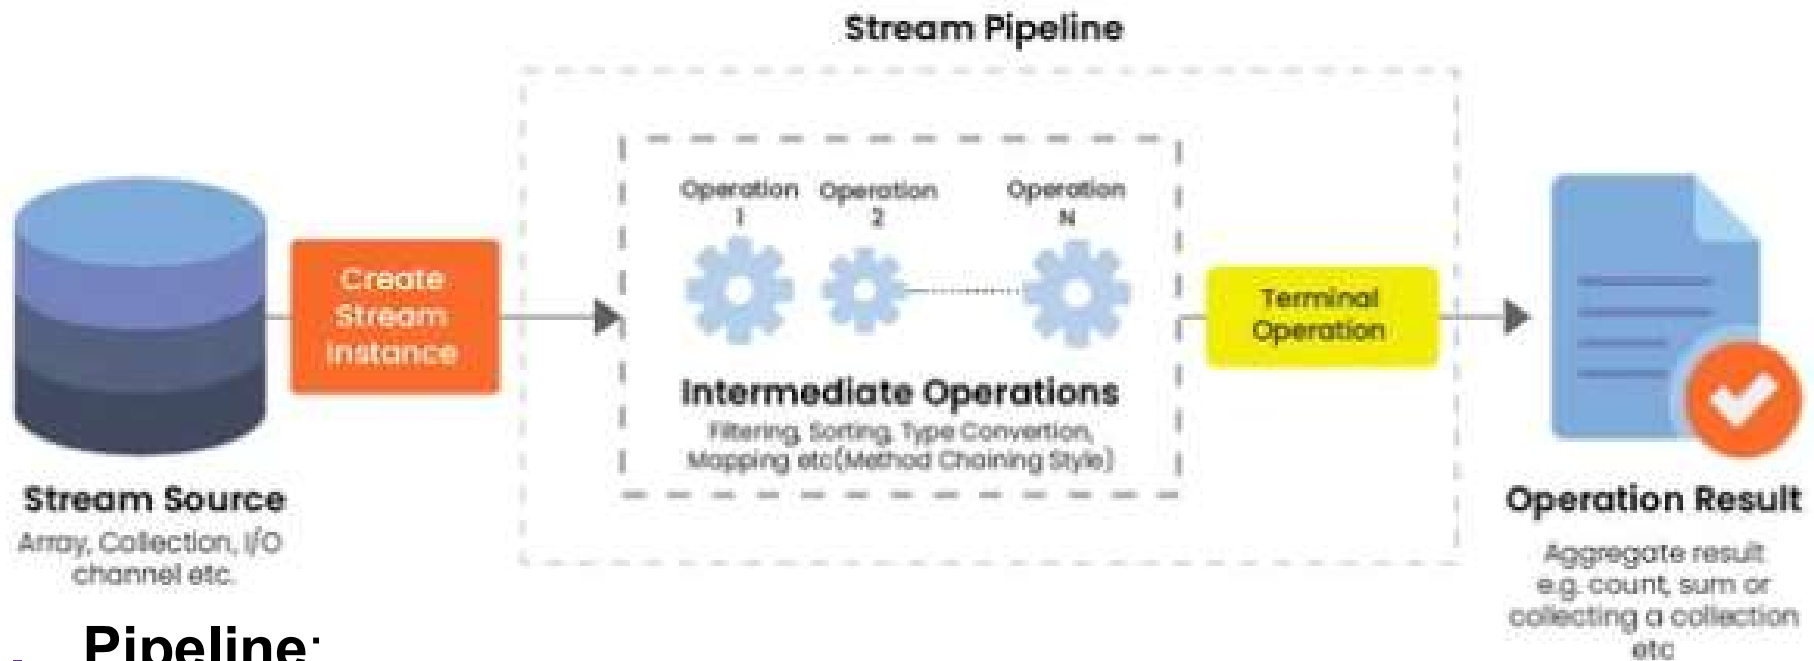 Stream Pipeline
Operation
1
Operation
2
Operation
N
Create
Stream
Instance
Terminal
Operation
Intermediate Operations
Filtering, Sorting, Type Convertion,
Mapping etc(Method Chaining Style)
Stream Source
Array, Collection, I/O
channel etc.
Operation Result
Aggregate result
e.g. count, sum or
collecting a collection
etc
Pipeline: